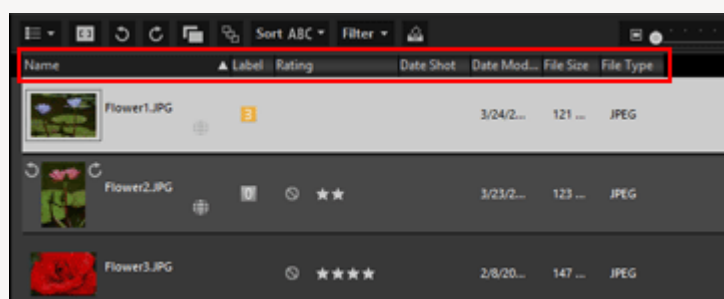 Sort ABC Filter
Name Label Rating Date Shot Date Mod... File Size File Type
Flower1.JPG 3 3/24/2... 121 ... JPEG
Flower2.JPG 0 3/23/2... 123 ... JPEG
Flower3.JPG 2/8/20... 147 ... JPEG